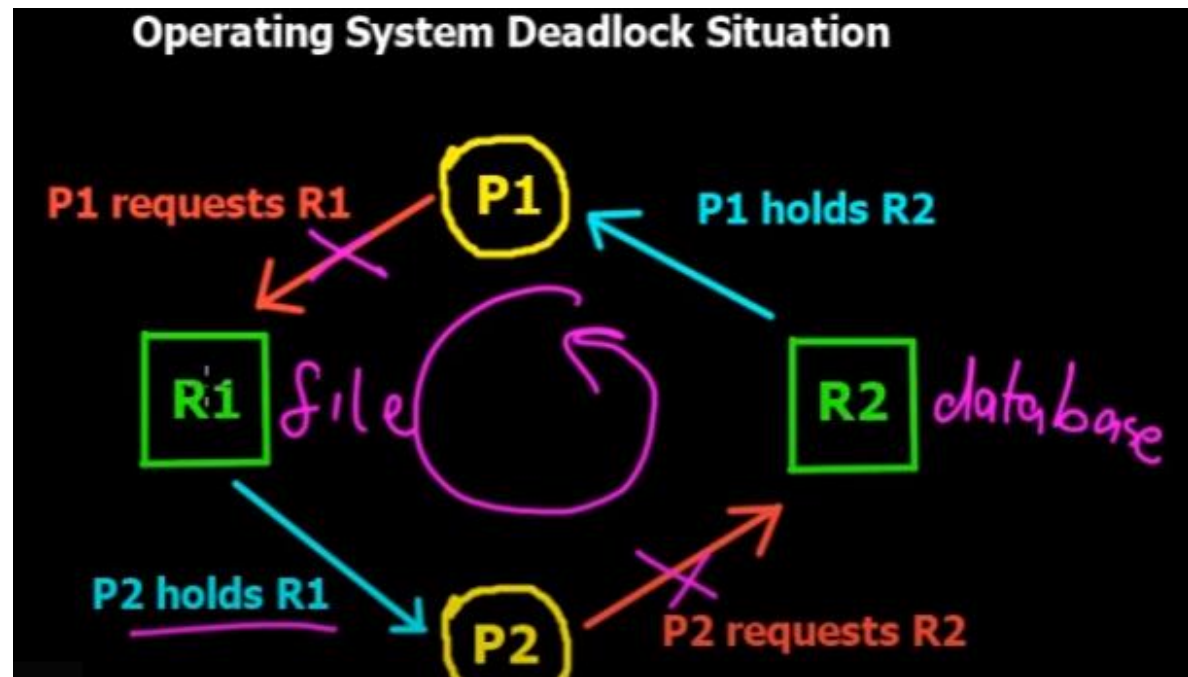 Operating System Deadlock Situation
P1
P1 requests R1
P1 holds R2
R1
file
R2
database
P2 holds R1
P2
P2 requests R2